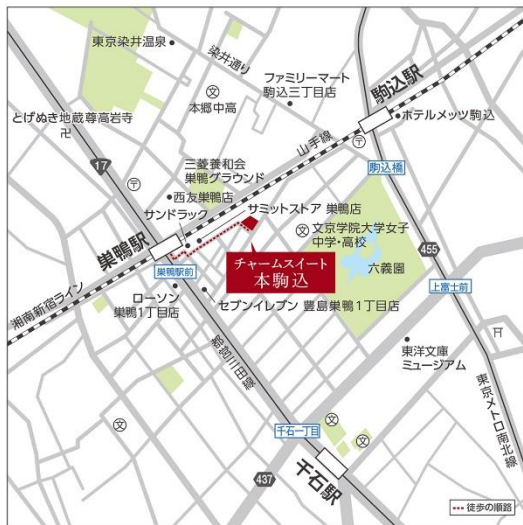 東京染井温泉
染井通り
文
本郷中高
ファミリーマート
駒込三丁目店
駒込駅
ホテルメッツ駒込
とげぬき地蔵尊高岩寺
卍
17
〒
三菱養和会
巣鴨グラウンド
山手線
〒
駒込橋
西友巣鴨店
サンドラック
サミットストア 巣鴨店
文
文京学院大学女子
中学・高校
巣鴨駅
巣鴨駅前
チャームスイート
本駒込
六義園
455
上富士前
湘南新宿ライン
ローソン
巣鴨1丁目店
セブンイレブン 豊島巣鴨1丁目店
都営三田線
東洋文庫
ミュージアム
東京メトロ南北線
文
千石一丁目
文
文
千石駅
437
徒歩の順路